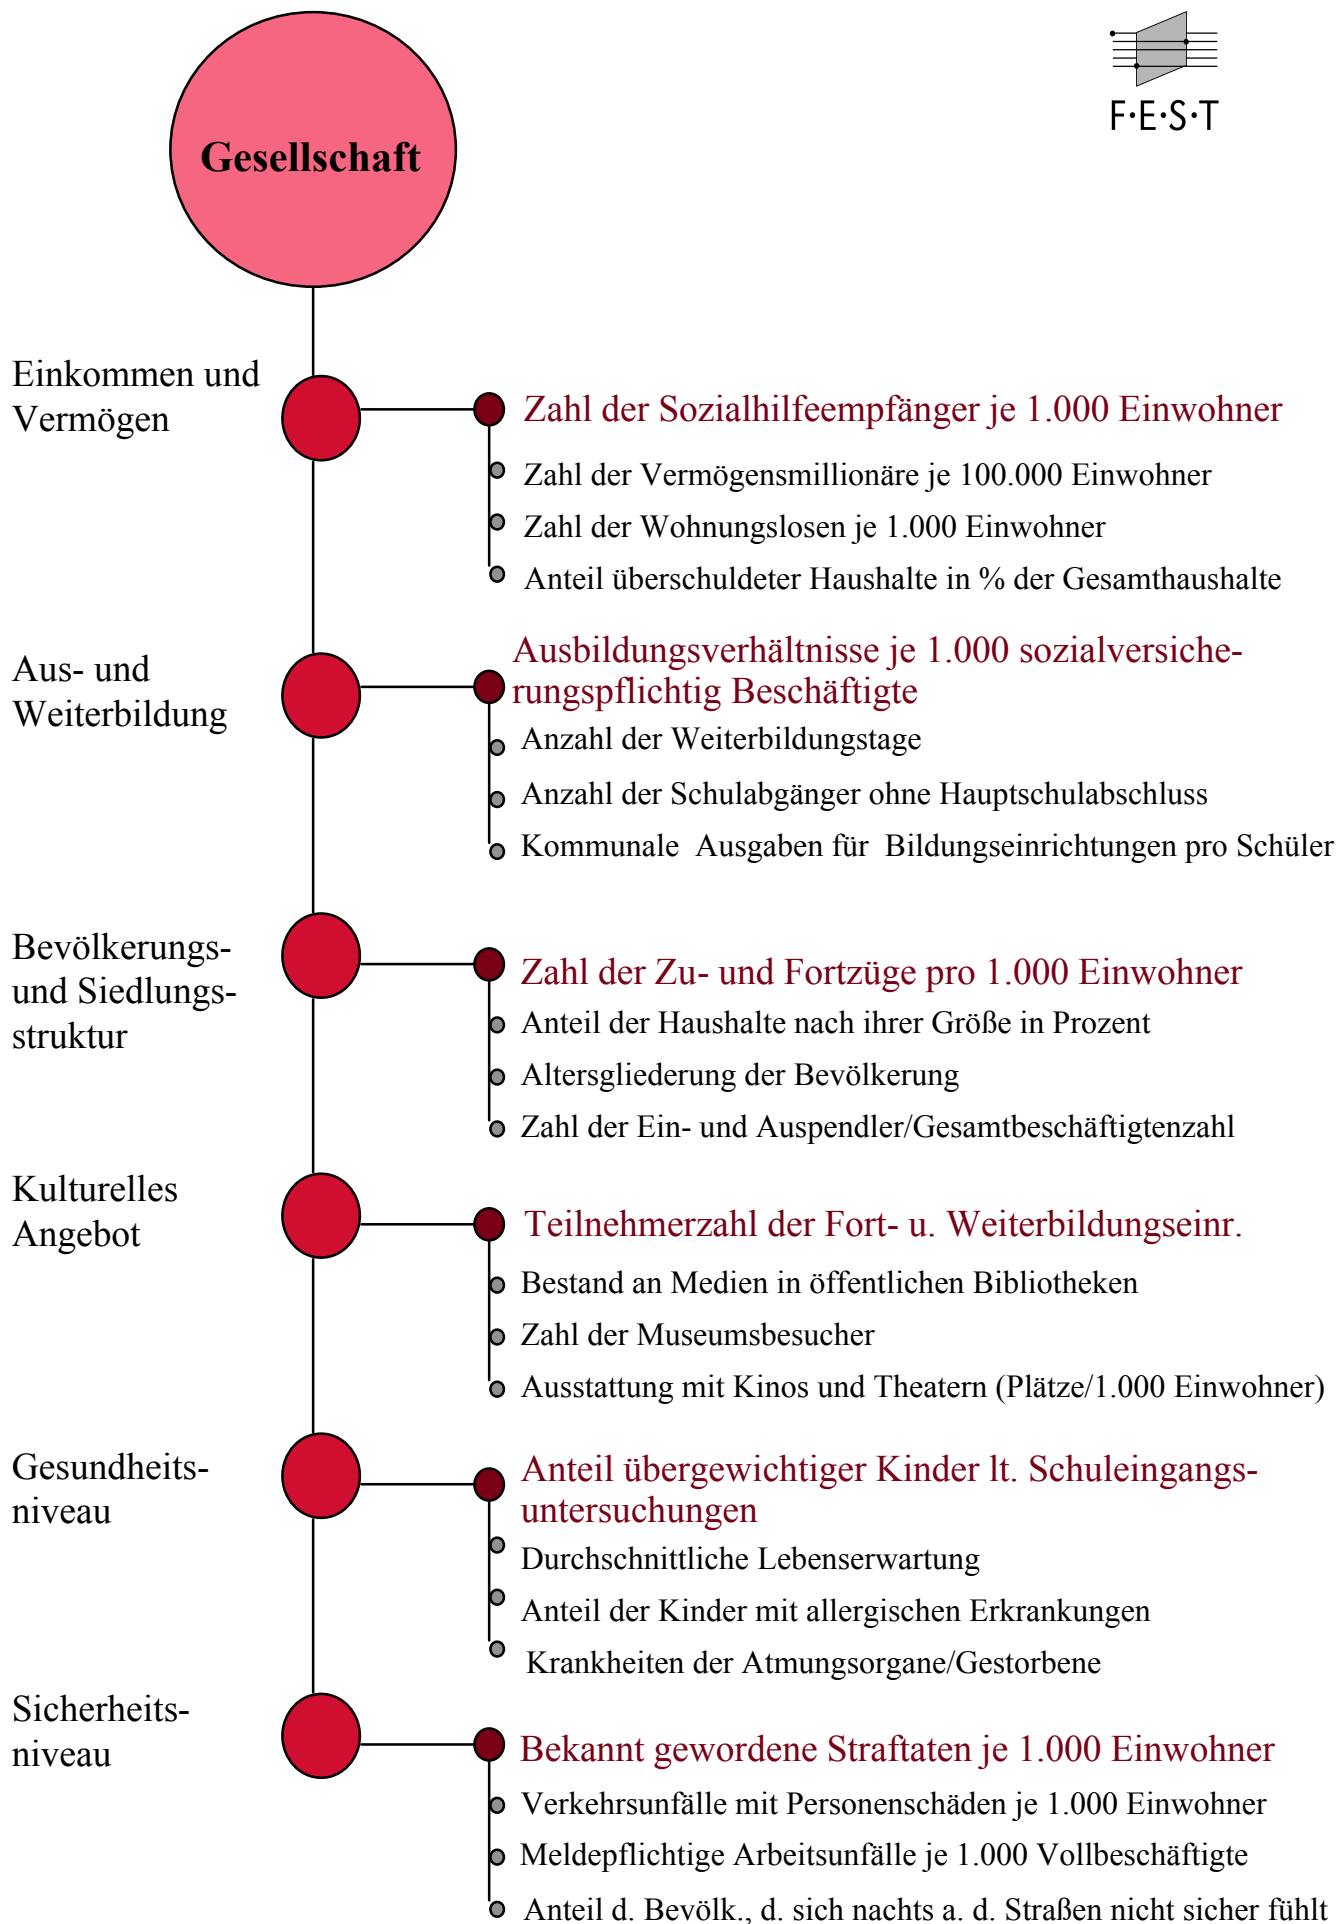 F·E·S·T
Gesellschaft
Einkommen und
Vermögen
Zahl der Sozialhilfeempfänger je 1.000 Einwohner
Zahl der Vermögensmillionäre je 100.000 Einwohner
Zahl der Wohnungslosen je 1.000 Einwohner
Anteil überschuldeter Haushalte in % der Gesamthaushalte
Aus- und
Weiterbildung
Ausbildungsverhältnisse je 1.000 sozialversiche-
rungspflichtig Beschäftigte
Anzahl der Weiterbildungstage
Anzahl der Schulabgänger ohne Hauptschulabschluss
Kommunale Ausgaben für Bildungseinrichtungen pro Schüler
Bevölkerungs-
und Siedlungs-
struktur
Zahl der Zu- und Fortzüge pro 1.000 Einwohner
Anteil der Haushalte nach ihrer Größe in Prozent
Altersgliederung der Bevölkerung
Zahl der Ein- und Auspendler/Gesamtbeschäftigtenzahl
Kulturelles
Angebot
Teilnehmerzahl der Fort- u. Weiterbildungseinr.
Bestand an Medien in öffentlichen Bibliotheken
Zahl der Museumsbesucher
Ausstattung mit Kinos und Theatern (Plätze/1.000 Einwohner)
Gesundheits-
niveau
Anteil übergewichtiger Kinder lt. Schuleingangs-
untersuchungen
Durchschnittliche Lebenserwartung
Anteil der Kinder mit allergischen Erkrankungen
Krankheiten der Atmungsorgane/Gestorbene
Sicherheits-
niveau
Bekannt gewordene Straftaten je 1.000 Einwohner
Verkehrsunfälle mit Personenschäden je 1.000 Einwohner
Meldepflichtige Arbeitsunfälle je 1.000 Vollbeschäftigte
Anteil d. Bevölk., d. sich nachts a. d. Straßen nicht sicher fühlt